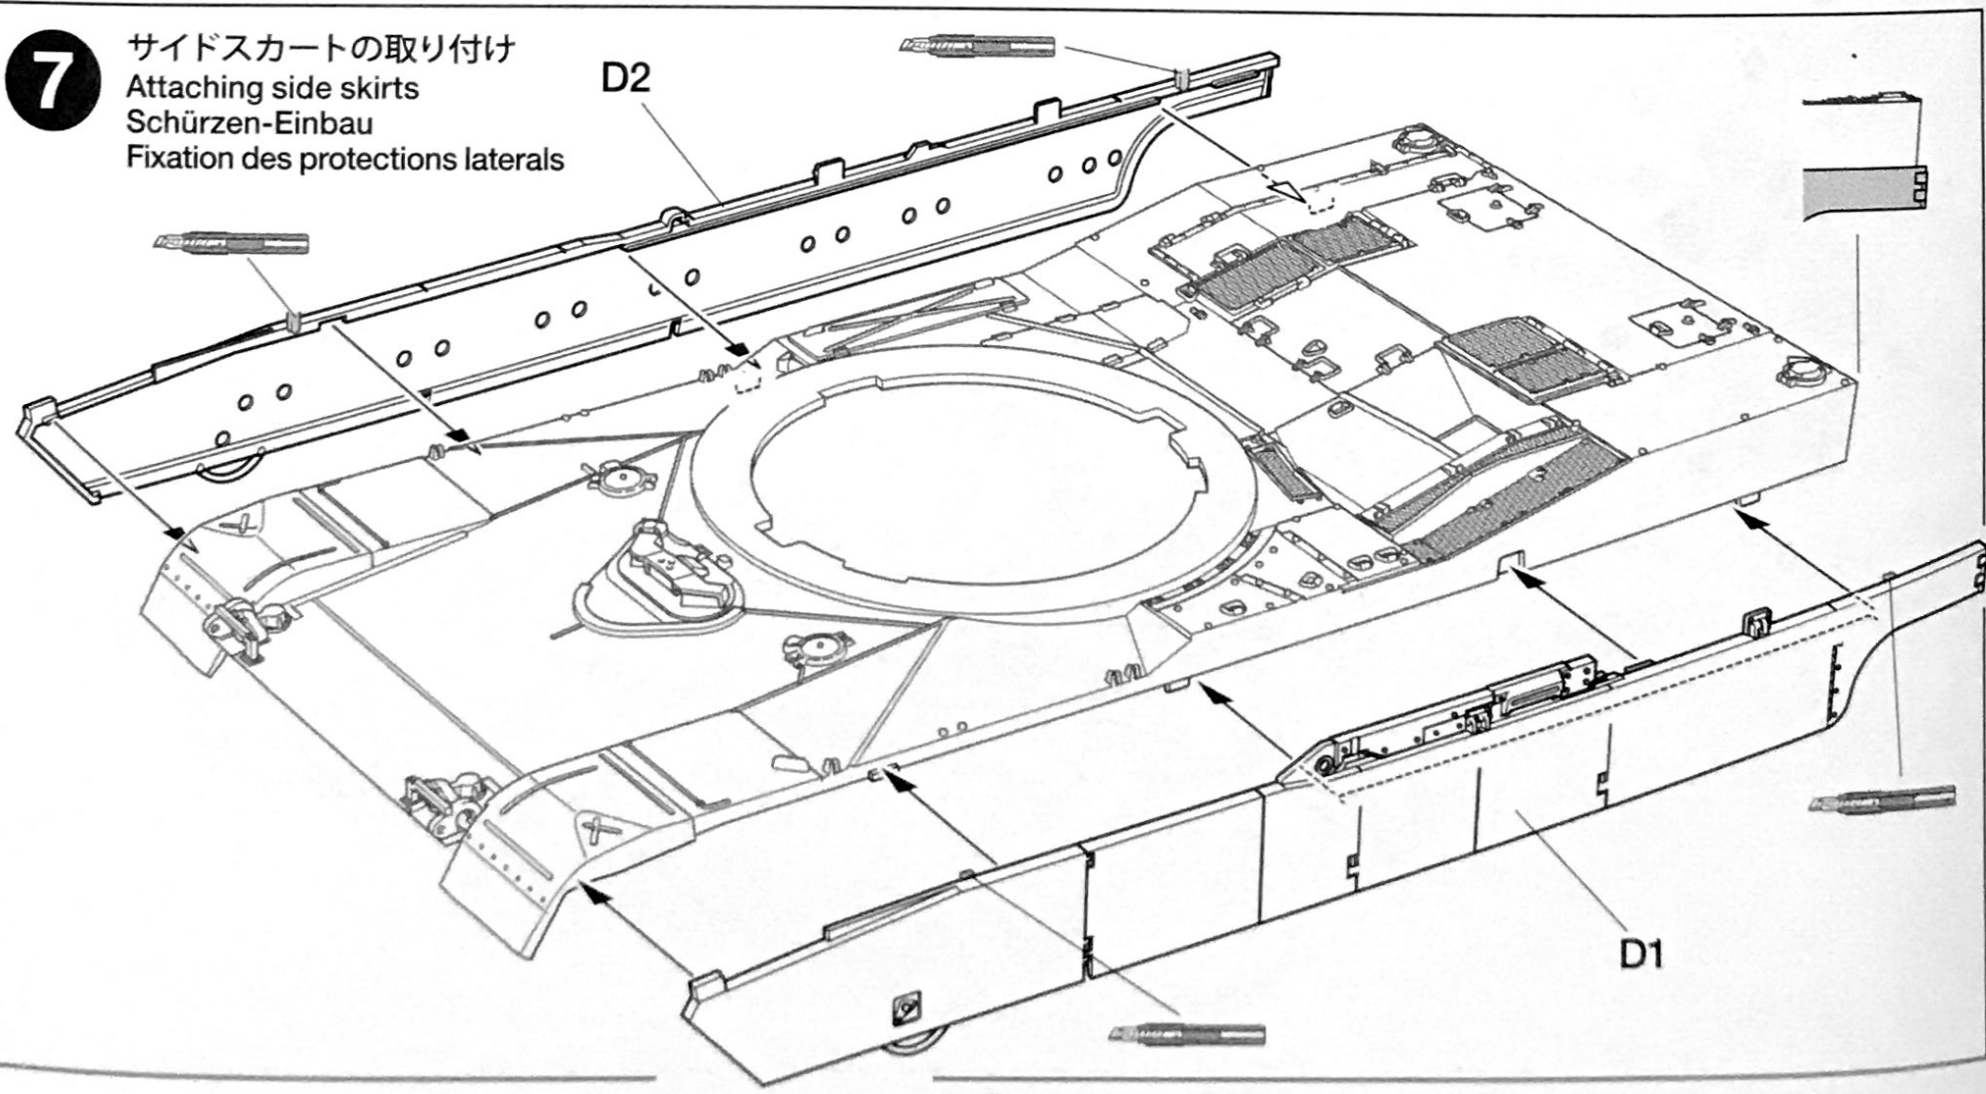 7
サイドスカートの取り付け
Attaching side skirts
Schürzen-Einbau
Fixation des protections laterals
D2
D1